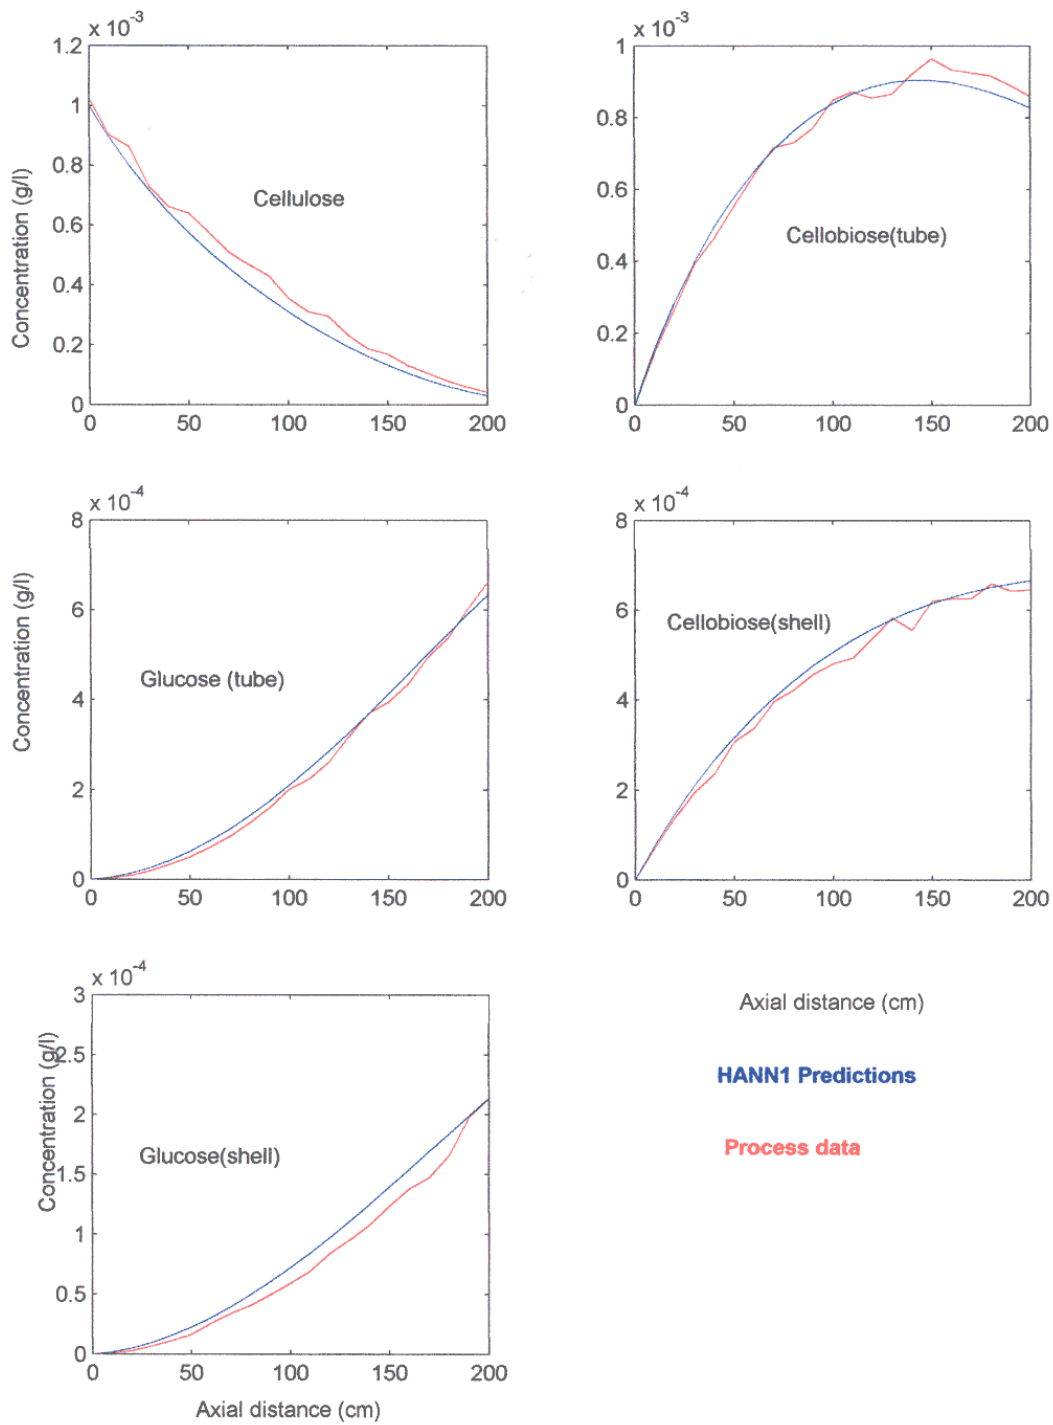 x 10-3
1.2
1
0.8
0.6
0.4
0.2
0
0 50 100 150 200
Concentration (g/l)
Cellulose
x 10-3
1
0.8
0.6
0.4
0.2
0
0 50 100 150 200
Cellobiose(tube)
x 10-4
8
6
4
2
0
0 50 100 150 200
Concentration (g/l)
Glucose (tube)
x 10-4
8
6
4
2
0
0 50 100 150 200
Cellobiose(shell)
x 10-4
3
2.5
2
1.5
1
0.5
0
0 50 100 150 200
Concentration (g/l)
Glucose(shell)
Axial distance (cm)
Axial distance (cm)
HANN1 Predictions
Process data